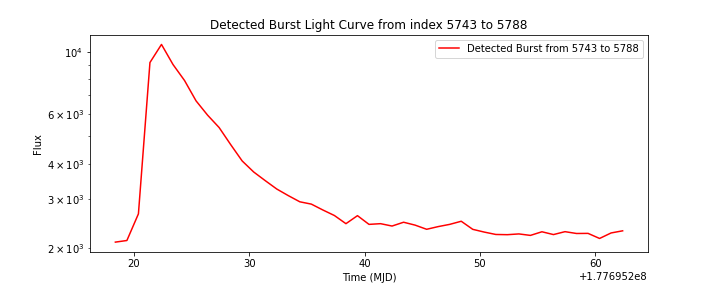 Detected Burst Light Curve from index 5743 to 5788
Detected Burst from 5743 to 5788
Flux
10⁴
6 × 10³
4 × 10³
3 × 10³
2 × 10³
20 30 40 50 60
Time (MJD)
+1.776952e8